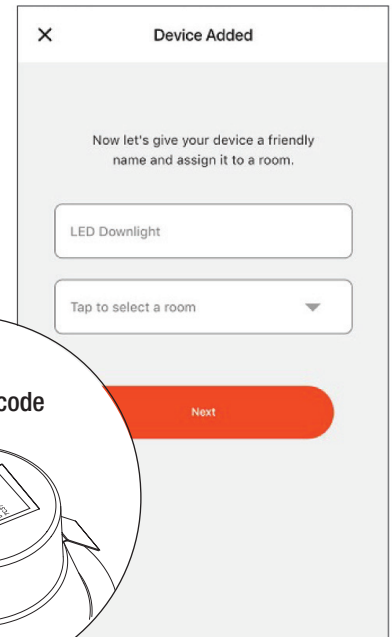 Device Added
Now let's give your device a friendly
name and assign it to a room.
LED Downlight
Tap to select a room
code
Next